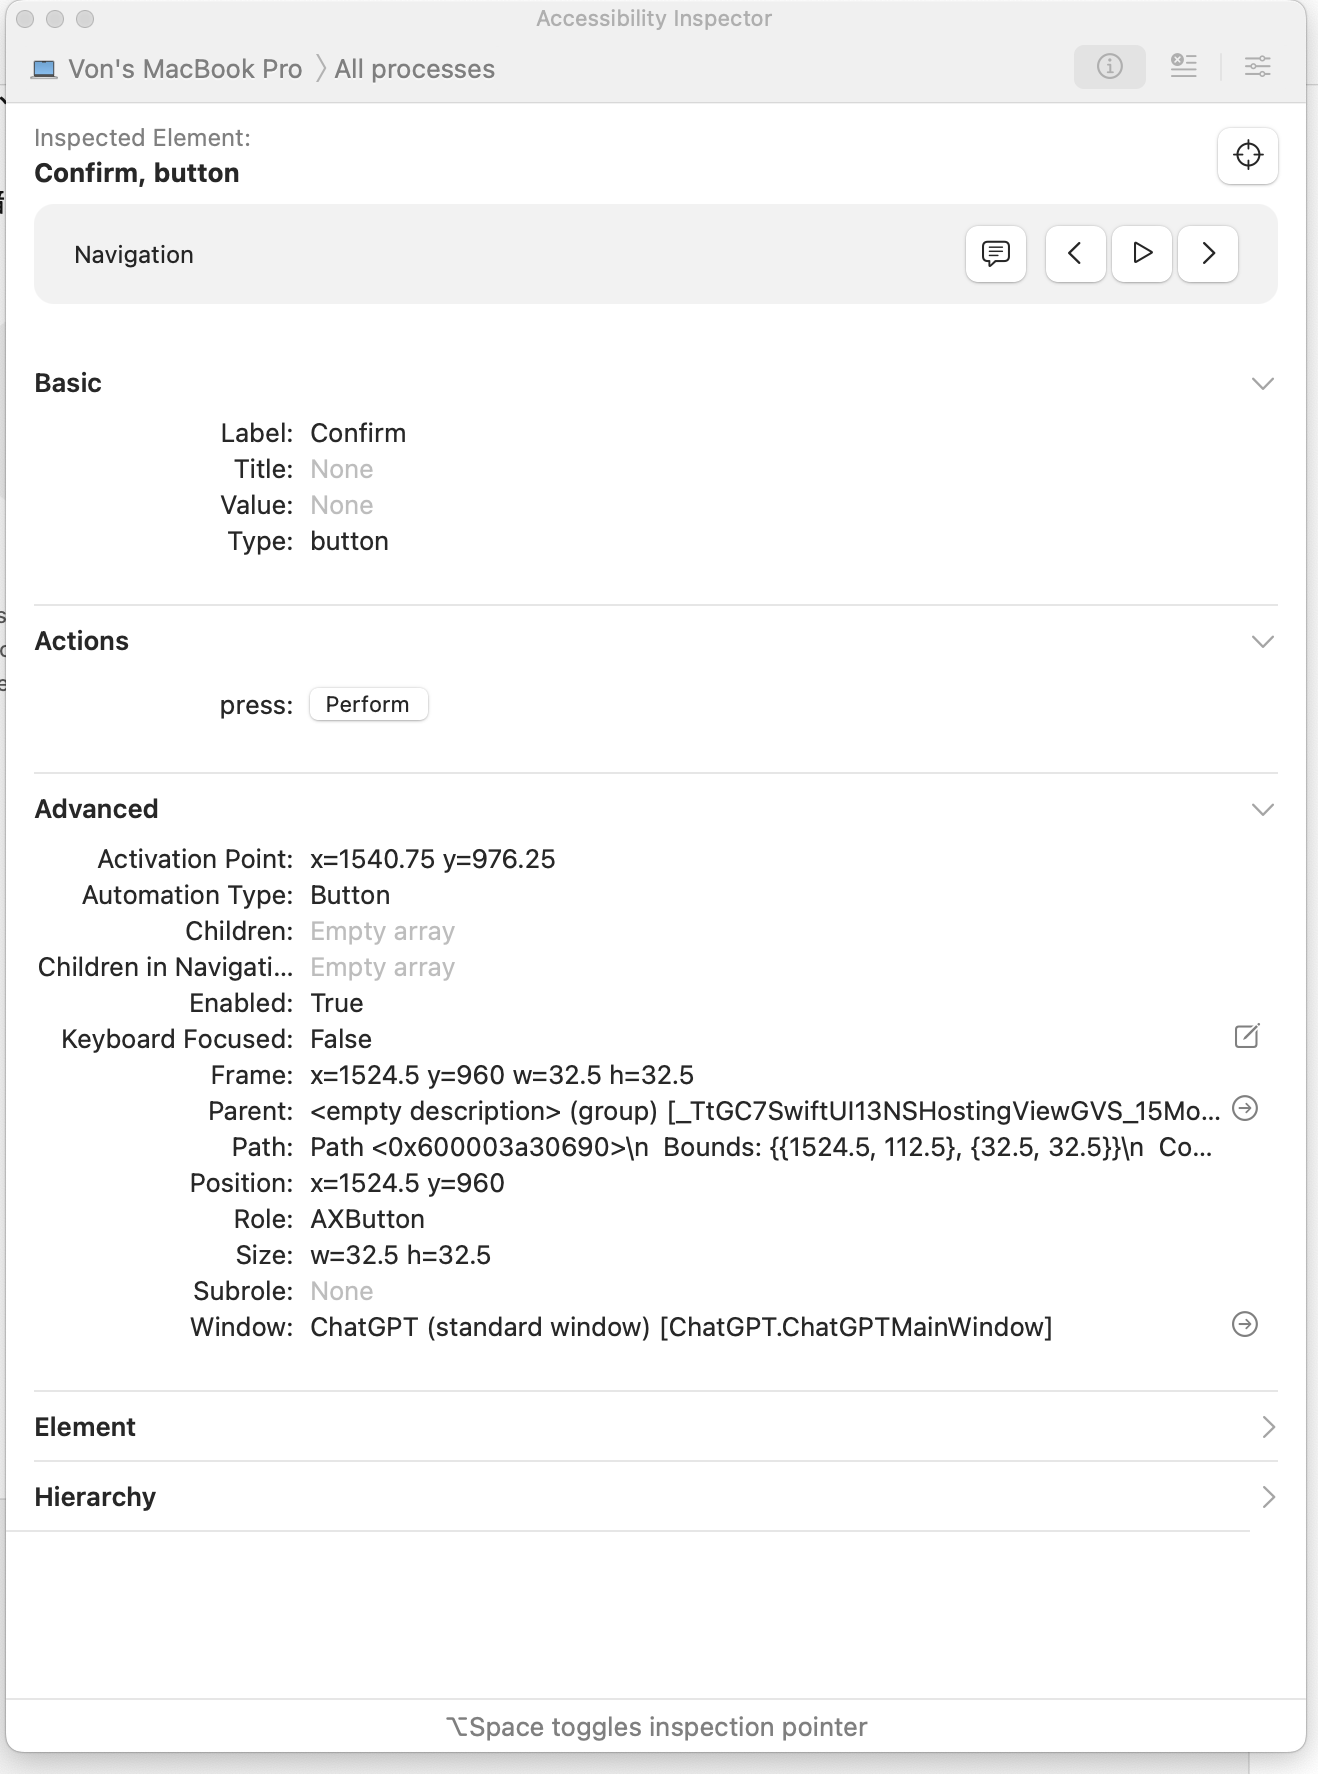 Accessibility Inspector
Von's MacBook Pro 〉All processes
Inspected Element:
Confirm, button
Navigation
Basic
Label: Confirm
Title: None
Value: None
Type: button
Actions
press: Perform
Advanced
Activation Point: x=1540.75 y=976.25
Automation Type: Button
Children: Empty array
Children in Navigati... Empty array
Enabled: True
Keyboard Focused: False
Frame: x=1524.5 y=960 w=32.5 h=32.5
Parent: <empty description> (group) [_TtGC7SwiftUI13NSHostingViewGVS_15Mo...
Path: Path <0x600003a30690>\n  Bounds: {{1524.5, 112.5}, {32.5, 32.5}}\n  Co...
Position: x=1524.5 y=960
Role: AXButton
Size: w=32.5 h=32.5
Subrole: None
Window: ChatGPT (standard window) [ChatGPT.ChatGPTMainWindow]
Element
Hierarchy
⌥Space toggles inspection pointer